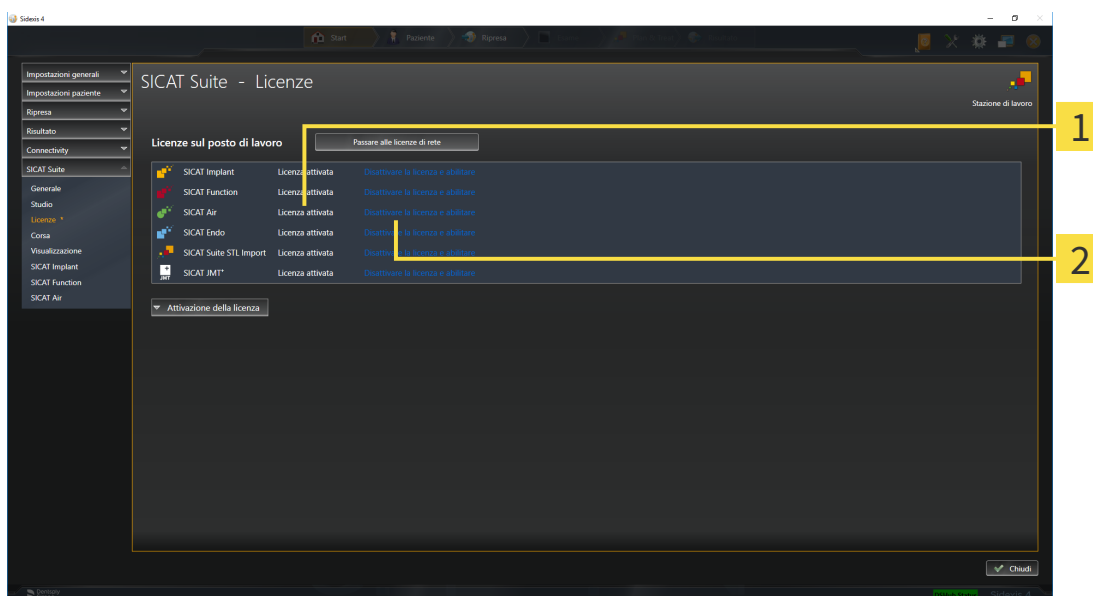 Sidexis 4
Start Paziente Ripresa
Impostazioni generali
Impostazioni paziente
Ripresa
Risultato
Connectivity
SICAT Suite
Generale
Studio
Licenze *
Corsa
Visualizzazione
SICAT Implant
SICAT Function
SICAT Air
SICAT Suite - Licenze
Stazione di lavoro
Licenze sul posto di lavoro Passare alle licenze di rete
SICAT Implant Licenza attivata Disattivare la licenza e abilitare
SICAT Function Licenza attivata Disattivare la licenza e abilitare
SICAT Air Licenza attivata Disattivare la licenza e abilitare
SICAT Endo Licenza attivata Disattivare la licenza e abilitare
SICAT Suite STL Import Licenza attivata Disattivare la licenza e abilitare
JMT SICAT JMT⁺ Licenza attivata Disattivare la licenza e abilitare
Attivazione della licenza
1
2
Chiudi
Sidexis 4